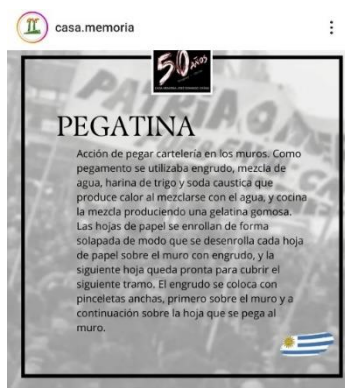 casa.memoria
50 AÑOS
PATRIA O
PEGATINA
Acción de pegar cartelería en los muros. Como
pegamento se utilizaba engrudo, mezcla de
agua, harina de trigo y soda caustica que
produce calor al mezclarse con el agua, y cocina
la mezcla produciendo una gelatina gomosa.
Las hojas de papel se enrollan de forma
solapada de modo que se desenrolla cada hoja
de papel sobre el muro con engrudo, y la
siguiente hoja queda pronta para cubrir el
siguiente tramo. El engrudo se coloca con
pinceletas anchas, primero sobre el muro y a
continuación sobre la hoja que se pega al
muro.